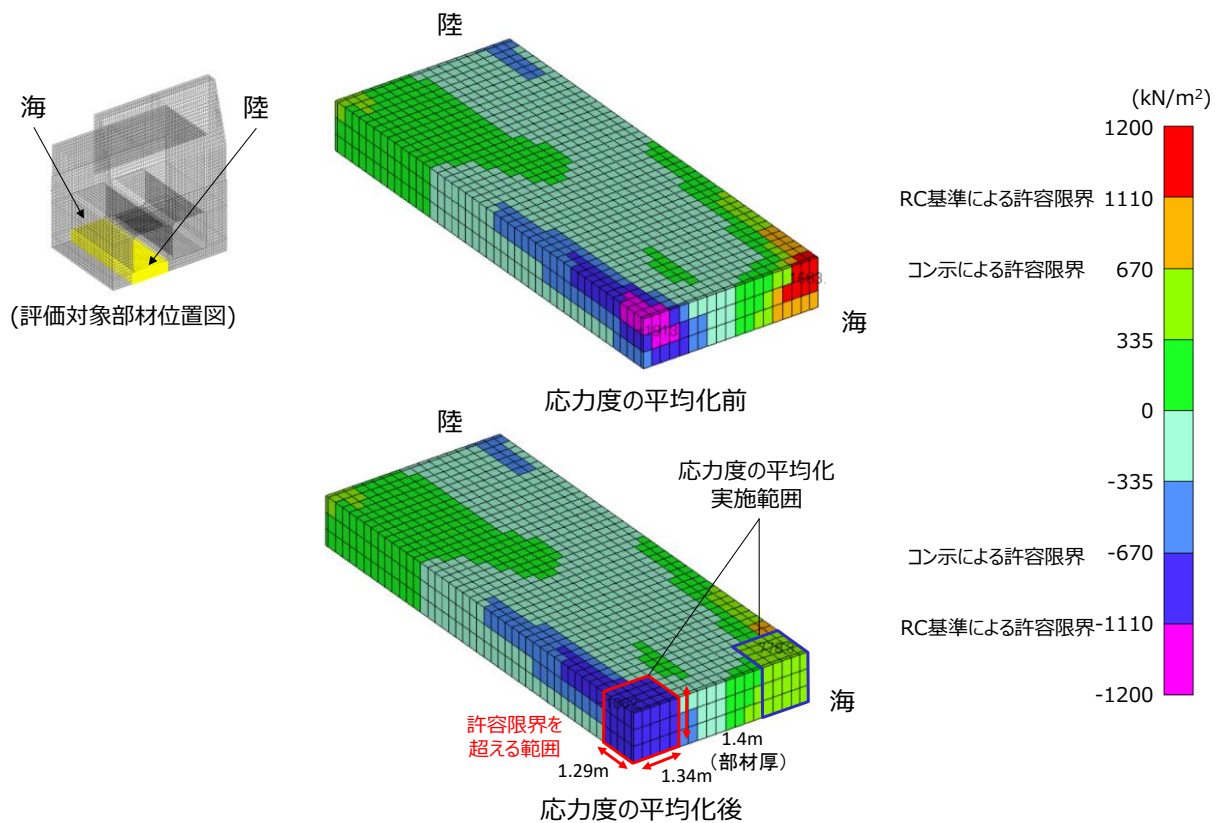 陸
海
陸
(評価対象部材位置図)
海
応力度の平均化前
(kN/m²)
1200
RC基準による許容限界 1110
コン示による許容限界 670
335
0
-335
コン示による許容限界 -670
RC基準による許容限界 -1110
-1200
陸
応力度の平均化
実施範囲
海
許容限界を
超える範囲
1.29m
1.34m
1.4m
(部材厚)
応力度の平均化後